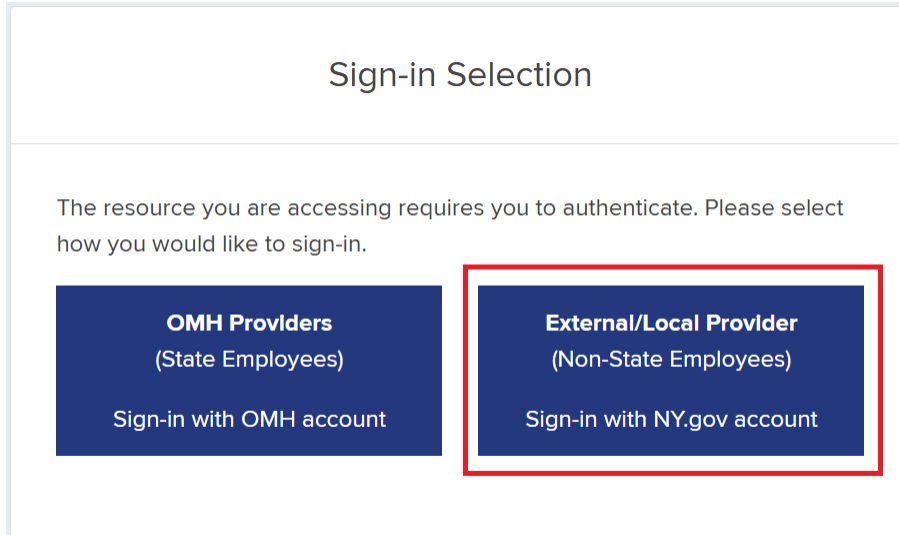 Sign-in Selection
The resource you are accessing requires you to authenticate. Please select
how you would like to sign-in.
OMH Providers
(State Employees)
Sign-in with OMH account
External/Local Provider
(Non-State Employees)
Sign-in with NY.gov account